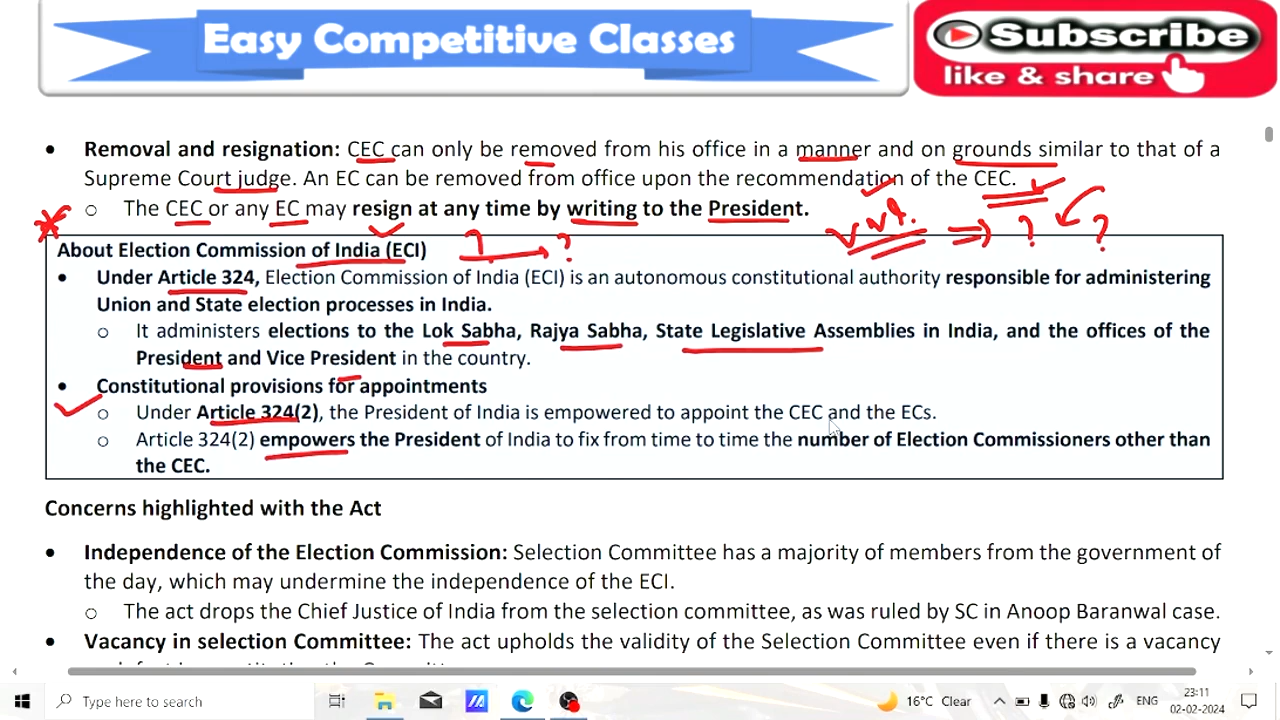 Easy Competitive Classes
Subscribe
like & share
• Removal and resignation: CEC can only be removed from his office in a manner and on grounds similar to that of a
Supreme Court judge. An EC can be removed from office upon the recommendation of the CEC.
o The CEC or any EC may resign at any time by writing to the President.
About Election Commission of India (ECI)
• Under Article 324, Election Commission of India (ECI) is an autonomous constitutional authority responsible for administering
Union and State election processes in India.
o It administers elections to the Lok Sabha, Rajya Sabha, State Legislative Assemblies in India, and the offices of the
President and Vice President in the country.
• Constitutional provisions for appointments
o Under Article 324(2), the President of India is empowered to appoint the CEC and the ECs.
o Article 324(2) empowers the President of India to fix from time to time the number of Election Commissioners other than
the CEC.
Concerns highlighted with the Act
• Independence of the Election Commission: Selection Committee has a majority of members from the government of
the day, which may undermine the independence of the ECI.
o The act drops the Chief Justice of India from the selection committee, as was ruled by SC in Anoop Baranwal case.
• Vacancy in selection Committee: The act upholds the validity of the Selection Committee even if there is a vacancy
Type here to search
16°C Clear
ENG
23:11
02-02-2024